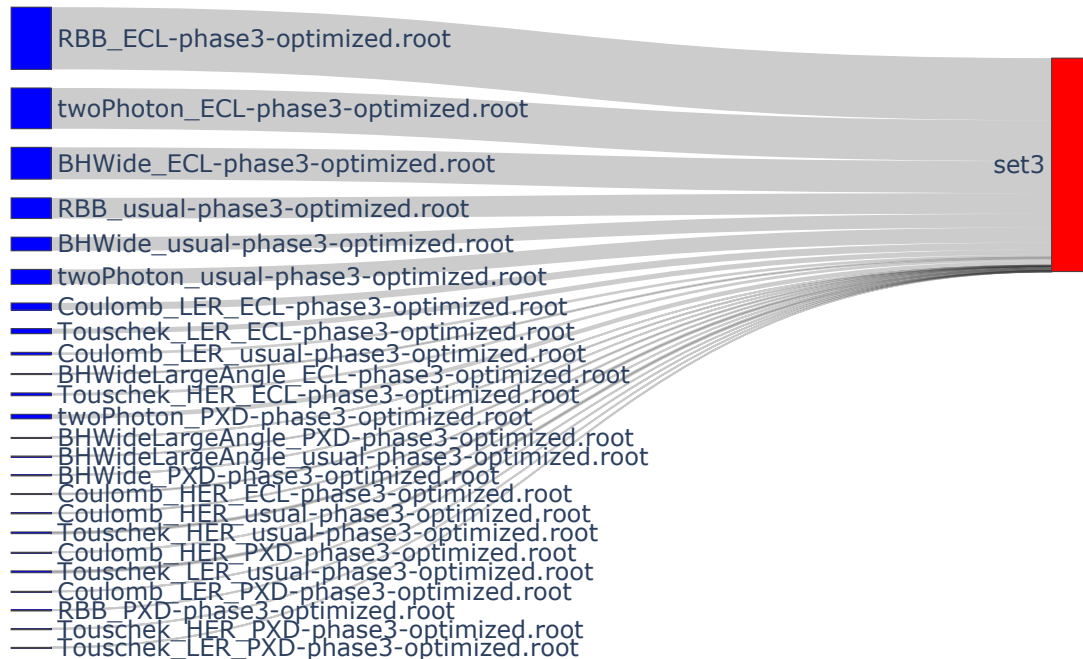 RBB_ECL-phase3-optimized.root
twoPhoton_ECL-phase3-optimized.root
BHWide_ECL-phase3-optimized.root
set3
RBB_usual-phase3-optimized.root
BHWide_usual-phase3-optimized.root
twoPhoton_usual-phase3-optimized.root
Coulomb_LER_ECL-phase3-optimized.root
Touschek_LER_ECL-phase3-optimized.root
Coulomb_LER_usual-phase3-optimized.root
BHWideLargeAngle_ECL-phase3-optimized.root
Touschek_HER_ECL-phase3-optimized.root
twoPhoton_PXD-phase3-optimized.root
BHWideLargeAngle_PXD-phase3-optimized.root
BHWideLargeAngle_usual-phase3-optimized.root
BHWide_PXD-phase3-optimized.root
Coulomb_HER_ECL-phase3-optimized.root
Coulomb_HER_usual-phase3-optimized.root
Touschek_HER_usual-phase3-optimized.root
Coulomb_HER_PXD-phase3-optimized.root
Touschek_LER_usual-phase3-optimized.root
Coulomb_LER_PXD-phase3-optimized.root
RBB_PXD-phase3-optimized.root
Touschek_HER_PXD-phase3-optimized.root
Touschek_LER_PXD-phase3-optimized.root